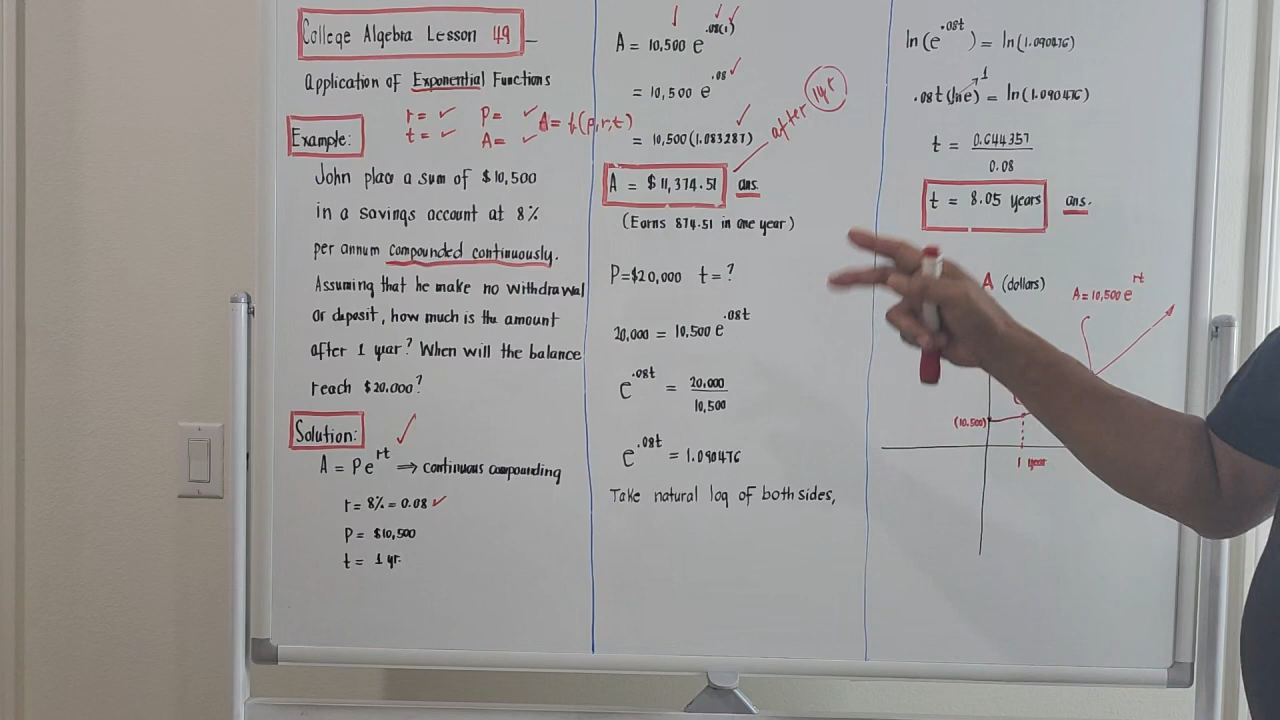 College Algebra Lesson 49
Application of Exponential Functions
r = ✓ P = ✓ A = f(p,r,t)
t = ✓ A = ✓
Example:
John place a sum of $10,500
in a savings account at 8%
per annum compounded continuously.
Assuming that he make no withdrawal
or deposit, how much is the amount
after 1 year? When will the balance
reach $20,000?
Solution: ✓
A = Pe^rt ⇒ continuous compounding
r = 8% = 0.08 ✓
P = $10,500
t = 1 yr.
A = 10,500 e^.08(1)
= 10,500 e^.08
= 10,500(1.083287)
after 1yr
A = $11,374.51 ans.
(Earns 874.51 in one year)
P=$20,000 t = ?
20,000 = 10,500 e^.08t
e^.08t = 20,000/10,500
e^.08t = 1.090476
Take natural log of both sides,
ln(e^.08t) = ln(1.090476)
.08t (lne) = ln(1.090476)
1
t = 0.644357/0.08
t = 8.05 years ans.
A (dollars)
A = 10,500 e^rt
(10,500)
1 year